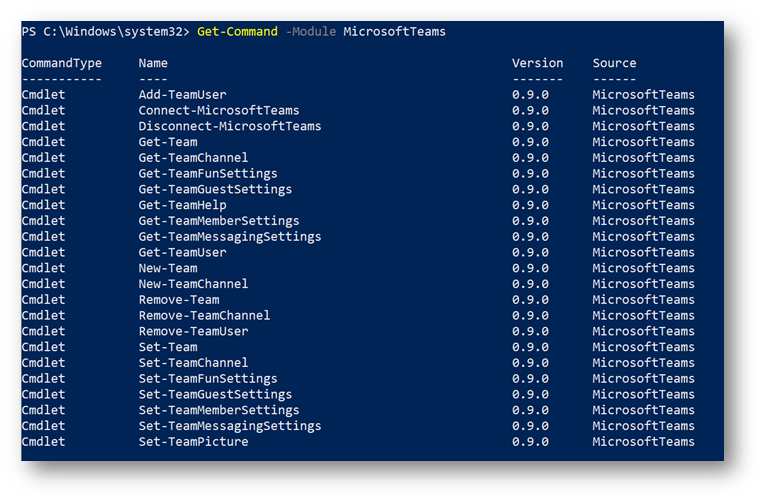 PS C:\Windows\system32> Get-Command -Module MicrosoftTeams
CommandType Name Version Source
----------- ---- ------- ------
Cmdlet Add-TeamUser 0.9.0 MicrosoftTeams
Cmdlet Connect-MicrosoftTeams 0.9.0 MicrosoftTeams
Cmdlet Disconnect-MicrosoftTeams 0.9.0 MicrosoftTeams
Cmdlet Get-Team 0.9.0 MicrosoftTeams
Cmdlet Get-TeamChannel 0.9.0 MicrosoftTeams
Cmdlet Get-TeamFunSettings 0.9.0 MicrosoftTeams
Cmdlet Get-TeamGuestSettings 0.9.0 MicrosoftTeams
Cmdlet Get-TeamHelp 0.9.0 MicrosoftTeams
Cmdlet Get-TeamMemberSettings 0.9.0 MicrosoftTeams
Cmdlet Get-TeamMessagingSettings 0.9.0 MicrosoftTeams
Cmdlet Get-TeamUser 0.9.0 MicrosoftTeams
Cmdlet New-Team 0.9.0 MicrosoftTeams
Cmdlet New-TeamChannel 0.9.0 MicrosoftTeams
Cmdlet Remove-Team 0.9.0 MicrosoftTeams
Cmdlet Remove-TeamChannel 0.9.0 MicrosoftTeams
Cmdlet Remove-TeamUser 0.9.0 MicrosoftTeams
Cmdlet Set-Team 0.9.0 MicrosoftTeams
Cmdlet Set-TeamChannel 0.9.0 MicrosoftTeams
Cmdlet Set-TeamFunSettings 0.9.0 MicrosoftTeams
Cmdlet Set-TeamGuestSettings 0.9.0 MicrosoftTeams
Cmdlet Set-TeamMemberSettings 0.9.0 MicrosoftTeams
Cmdlet Set-TeamMessagingSettings 0.9.0 MicrosoftTeams
Cmdlet Set-TeamPicture 0.9.0 MicrosoftTeams